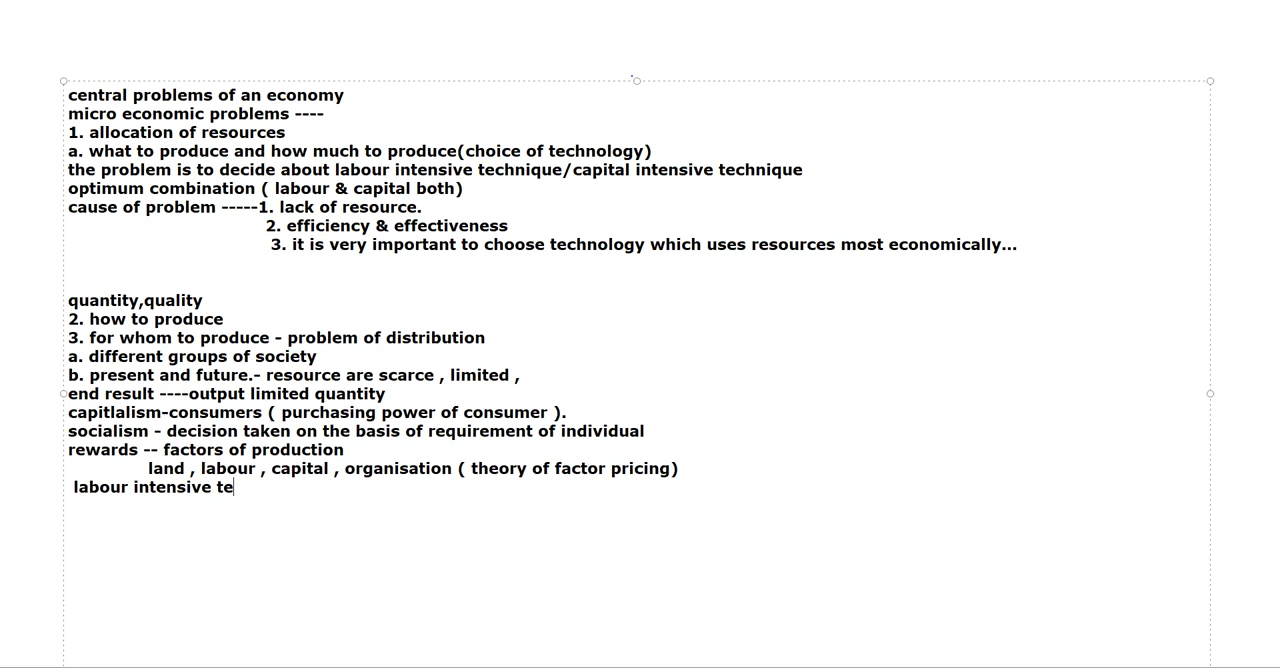 central problems of an economy
micro economic problems ----
1. allocation of resources
a. what to produce and how much to produce(choice of technology)
the problem is to decide about labour intensive technique/capital intensive technique
optimum combination ( labour & capital both)
cause of problem -----1. lack of resource.
2. efficiency & effectiveness
3. it is very important to choose technology which uses resources most economically...
quantity,quality
2. how to produce
3. for whom to produce - problem of distribution
a. different groups of society
b. present and future.- resource are scarce , limited ,
end result ----output limited quantity
capitlalism-consumers ( purchasing power of consumer ).
socialism - decision taken on the basis of requirement of individual
rewards -- factors of production
land , labour , capital , organisation ( theory of factor pricing)
labour intensive te